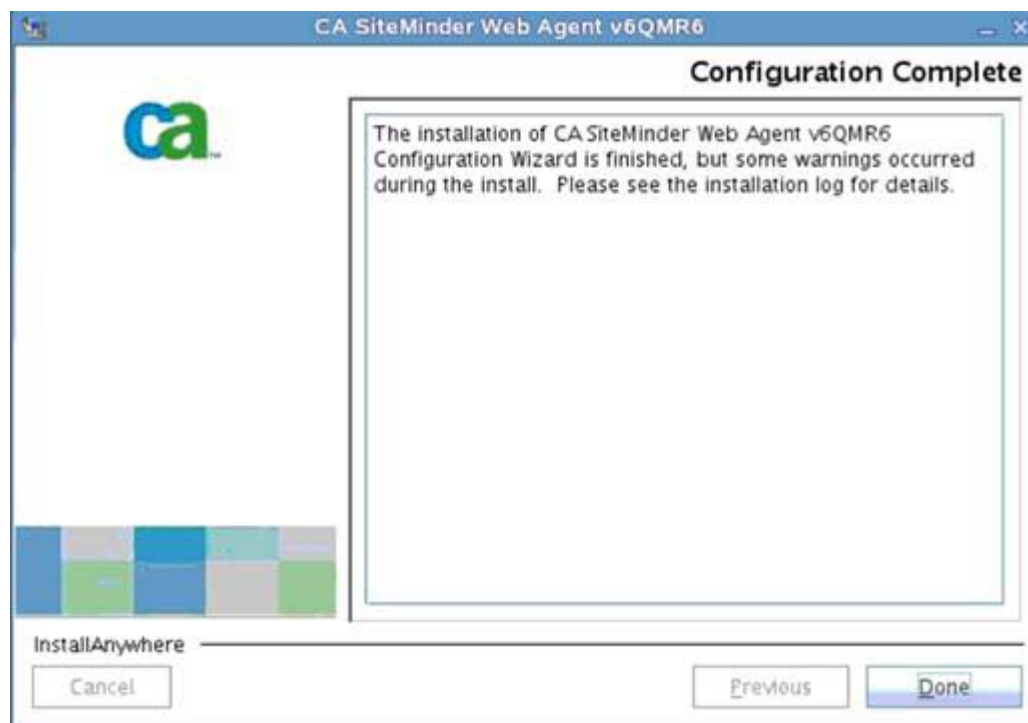 CA SiteMinder Web Agent v6QMR6
Configuration Complete
ca
The installation of CA SiteMinder Web Agent v6QMR6
Configuration Wizard is finished, but some warnings occurred
during the install. Please see the installation log for details.
InstallAnywhere
Cancel
Previous
Done